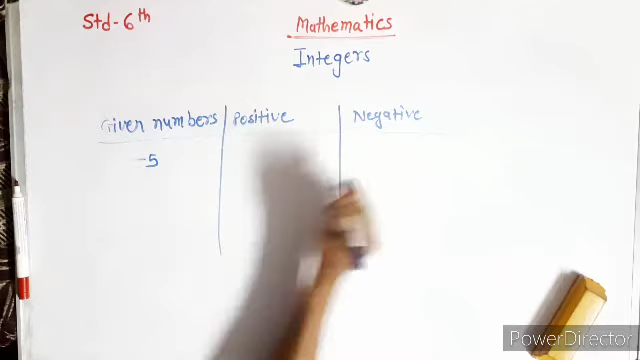 Std-6th
Mathematics
Integers
Given numbers Positive Negative
-5
PowerDirector